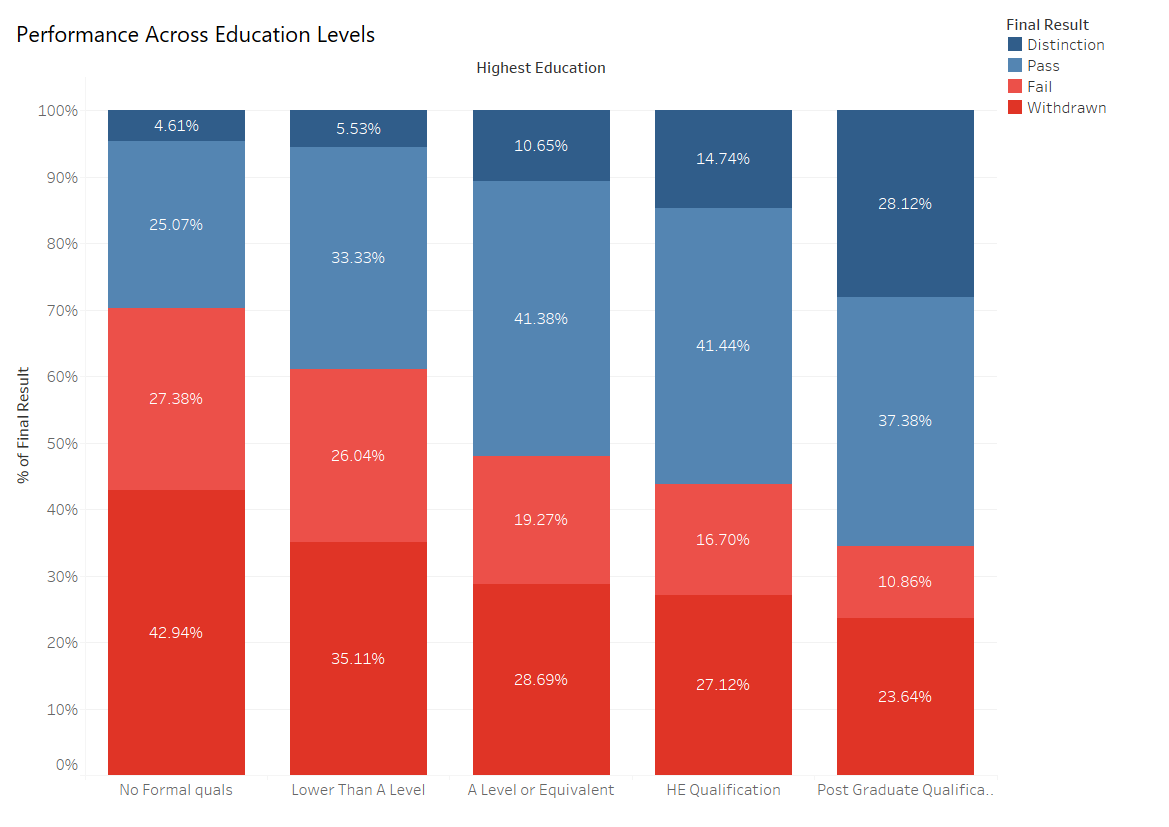 Performance Across Education Levels
Final Result
Distinction
Pass
Fail
Withdrawn
Highest Education
% of Final Result
100%
90%
80%
70%
60%
50%
40%
30%
20%
10%
0%
4.61%
25.07%
27.38%
42.94%
5.53%
33.33%
26.04%
35.11%
10.65%
41.38%
19.27%
28.69%
14.74%
41.44%
16.70%
27.12%
28.12%
37.38%
10.86%
23.64%
No Formal quals
Lower Than A Level
A Level or Equivalent
HE Qualification
Post Graduate Qualifica..